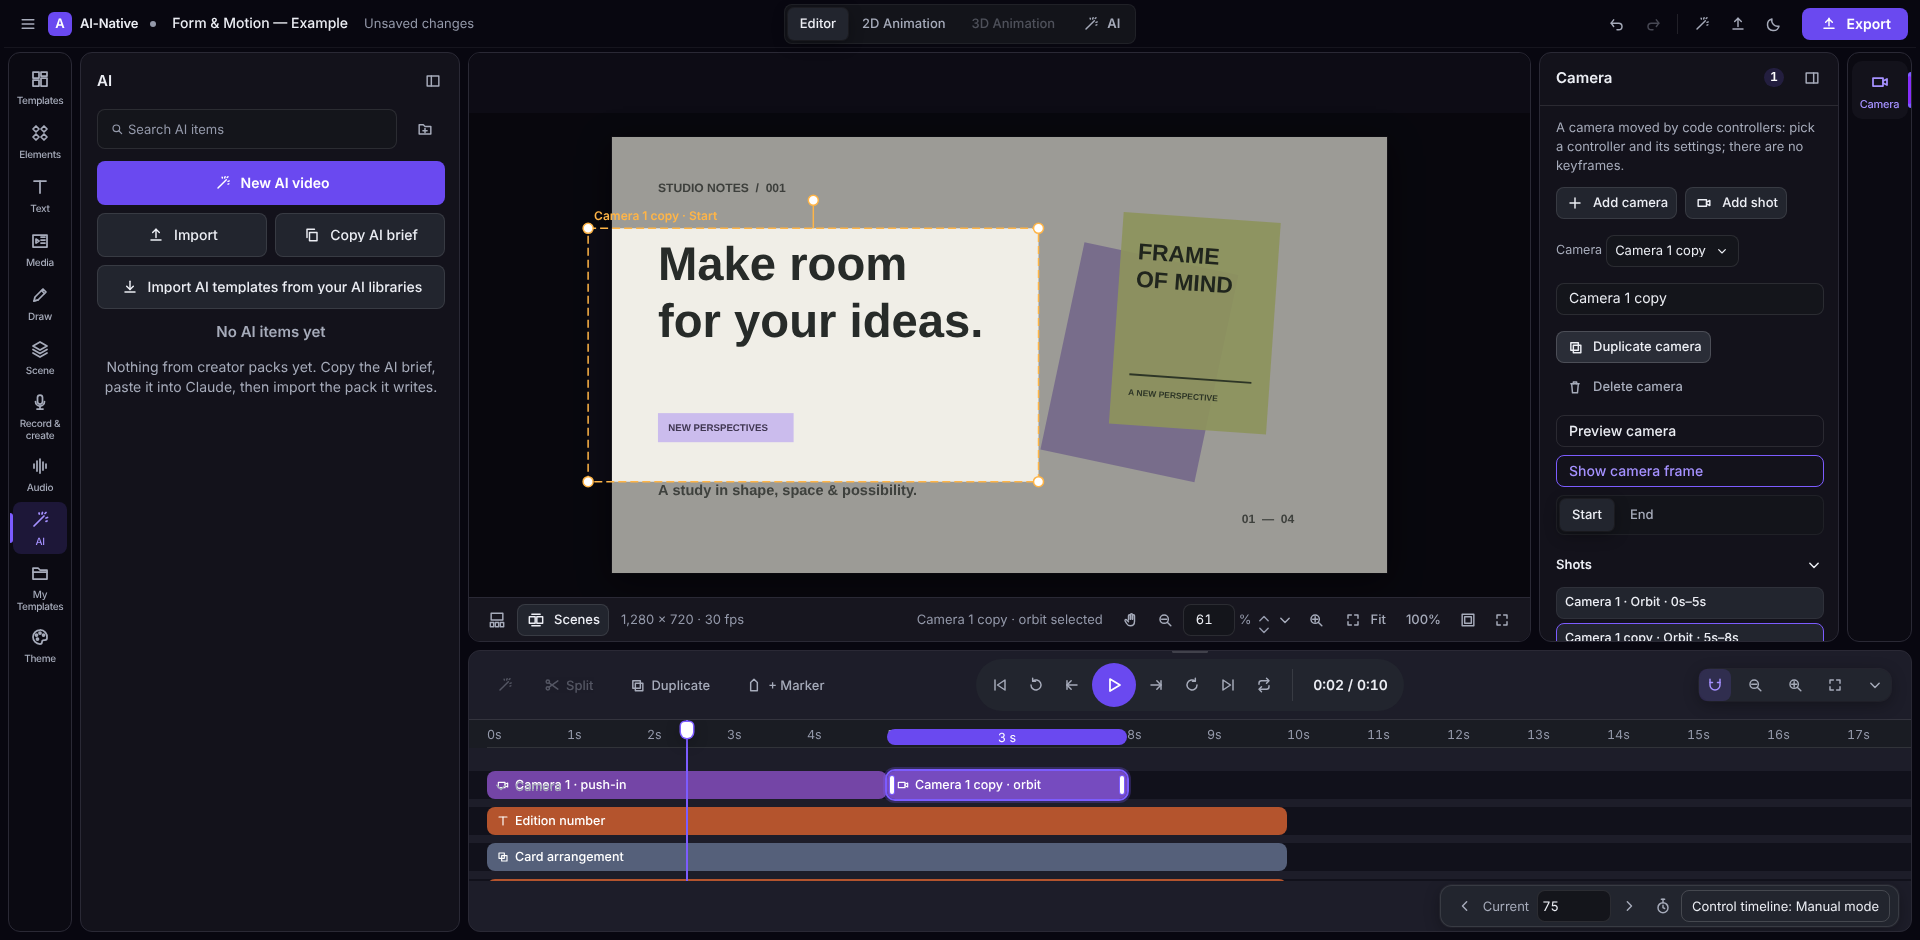 A AI-Native
Form & Motion — Example
Unsaved changes
Editor
2D Animation
3D Animation
AI
Export
Templates
Elements
Text
Media
Draw
Scene
Record &
create
Audio
AI
My
Templates
Theme
AI
Search AI items
New AI video
Import
Copy AI brief
Import AI templates from your AI libraries
No AI items yet
Nothing from creator packs yet. Copy the AI brief,
paste it into Claude, then import the pack it writes.
STUDIO NOTES / 001
Camera 1 copy · Start
Make room
for your ideas.
NEW PERSPECTIVES
A study in shape, space & possibility.
FRAME
OF MIND
A NEW PERSPECTIVE
01 — 04
Scenes
1,280 × 720 · 30 fps
Camera 1 copy · orbit selected
61 %
Fit
100%
Camera
1
A camera moved by code controllers: pick
a controller and its settings; there are no
keyframes.
Add camera
Add shot
Camera
Camera 1 copy
Camera 1 copy
Duplicate camera
Delete camera
Preview camera
Show camera frame
Start
End
Shots
Camera 1 · Orbit · 0s–5s
Camera 1 copy · Orbit · 5s–8s
Camera
Split
Duplicate
+ Marker
0:02 / 0:10
0s 1s 2s 3s 4s 3 s 8s 9s 10s 11s 12s 13s 14s 15s 16s 17s
Camera 1 · push-in
Camera 1 copy · orbit
Edition number
Card arrangement
Current
75
Control timeline: Manual mode